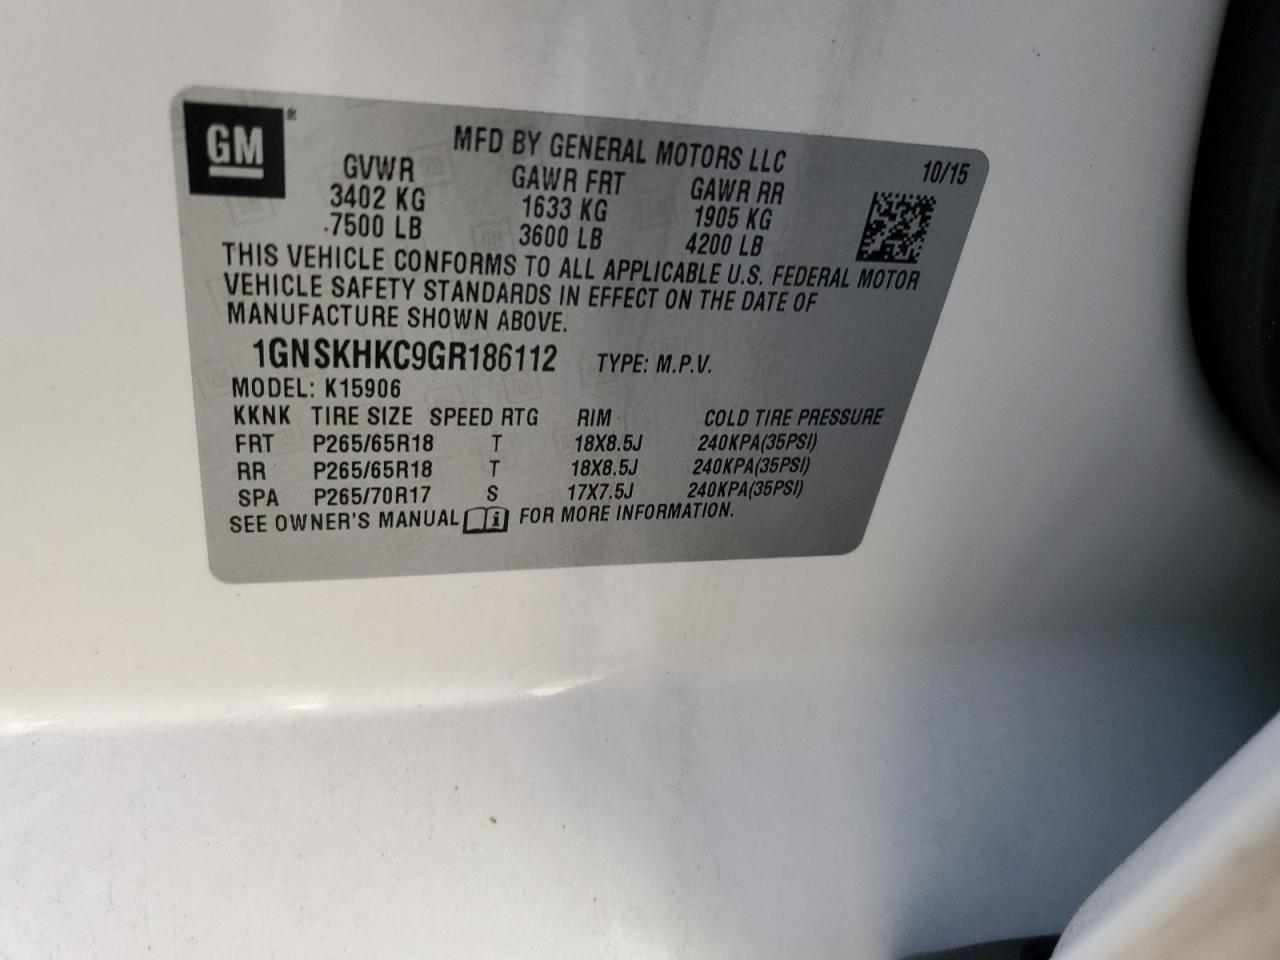 GM ®
MFD BY GENERAL MOTORS LLC 10/15
GVWR GAWR FRT GAWR RR
3402 KG 1633 KG 1905 KG
7500 LB 3600 LB 4200 LB
THIS VEHICLE CONFORMS TO ALL APPLICABLE U.S. FEDERAL MOTOR
VEHICLE SAFETY STANDARDS IN EFFECT ON THE DATE OF
MANUFACTURE SHOWN ABOVE.
1GNSKHKC9GR186112 TYPE: M.P.V.
MODEL: K15906
KKNK TIRE SIZE SPEED RTG RIM COLD TIRE PRESSURE
FRT P265/65R18 T 18X8.5J 240KPA(35PSI)
RR P265/65R18 T 18X8.5J 240KPA(35PSI)
SPA P265/70R17 S 17X7.5J 240KPA(35PSI)
SEE OWNER'S MANUAL i FOR MORE INFORMATION.